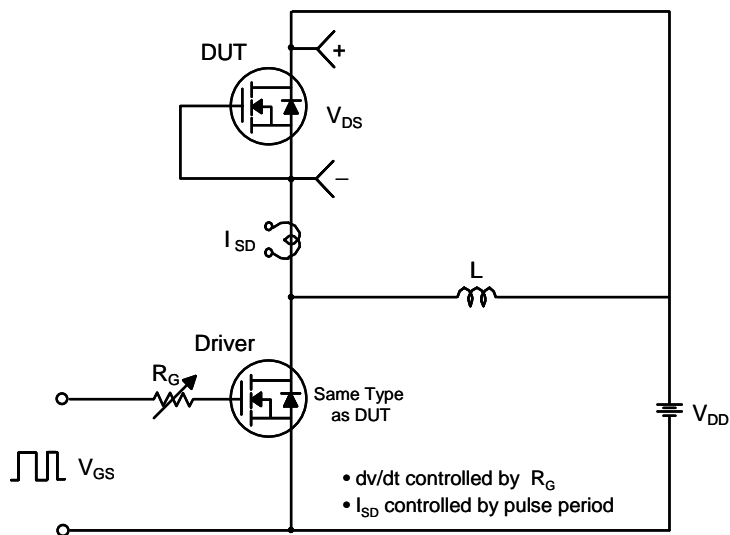 DUT
+
V_DS
−
I_SD
L
Driver
R_G
Same Type
as DUT
V_GS
V_DD
• dv/dt controlled by R_G
• I_SD controlled by pulse period